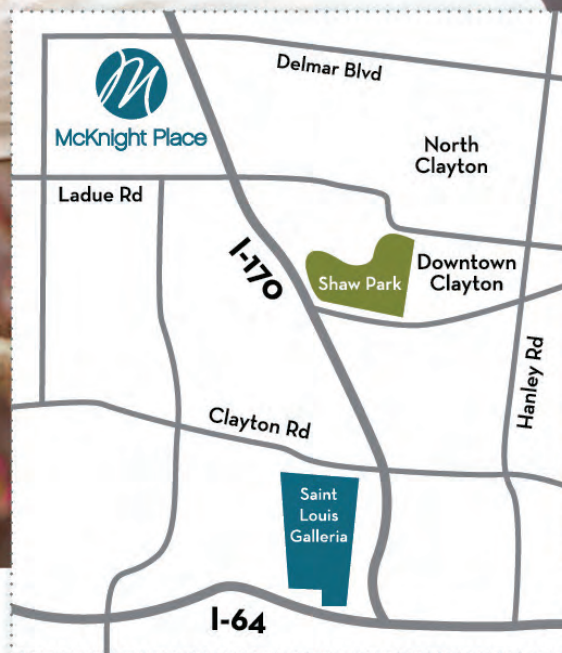 Delmar Blvd
M
McKnight Place
North
Clayton
Ladue Rd
I-170
Shaw Park
Downtown
Clayton
Hanley Rd
Clayton Rd
Saint
Louis
Galleria
I-64